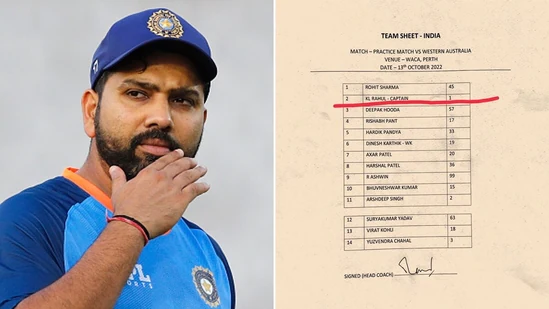 TEAM SHEET - INDIA
MATCH – PRACTICE MATCH VS WESTERN AUSTRALIA
VENUE – WACA, PERTH
DATE – 13TH OCTOBER 2022
1 ROHIT SHARMA 45
2 KL RAHUL - CAPTAIN 1
3 DEEPAK HOODA 57
4 RISHABH PANT 17
5 HARDIK PANDYA 33
6 DINESH KARTHIK - WK 19
7 AXAR PATEL 20
8 HARSHAL PATEL 36
9 R ASHWIN 99
10 BHUVNESHWAR KUMAR 15
11 ARSHDEEP SINGH 2
12 SURYAKUMAR YADAV 63
13 VIRAT KOHLI 18
14 YUZVENDRA CHAHAL 3
SIGNED (HEAD COACH)